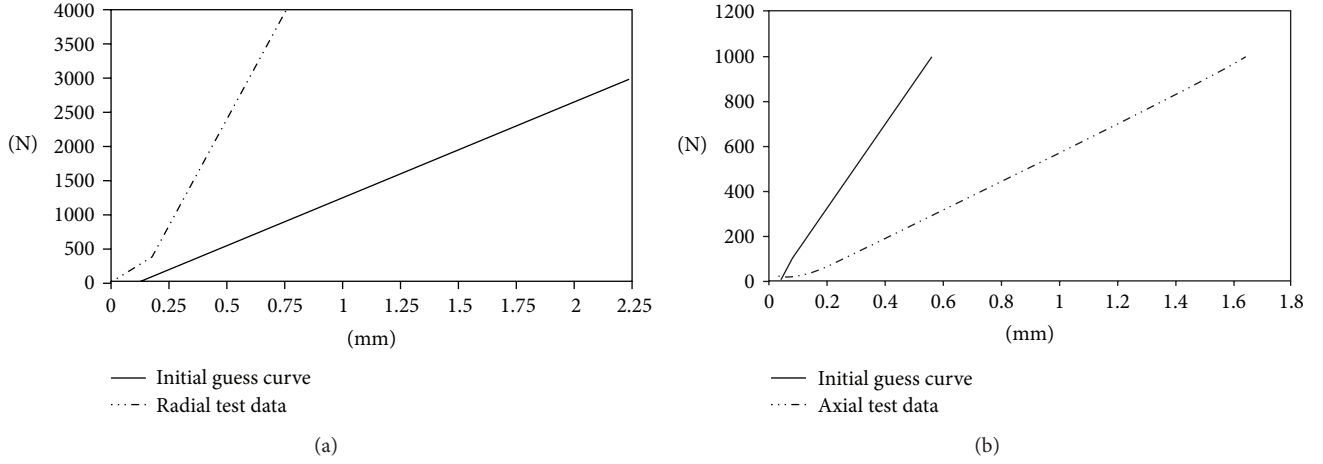 4000
3500
3000
2500
2000
1500
1000
500
0
(N)
0 0.25 0.5 0.75 1 1.25 1.5 1.75 2 2.25
(mm)
Initial guess curve
Radial test data
(a)
1200
1000
800
600
400
200
0
(N)
0 0.2 0.4 0.6 0.8 1 1.2 1.4 1.6 1.8
(mm)
Initial guess curve
Axial test data
(b)